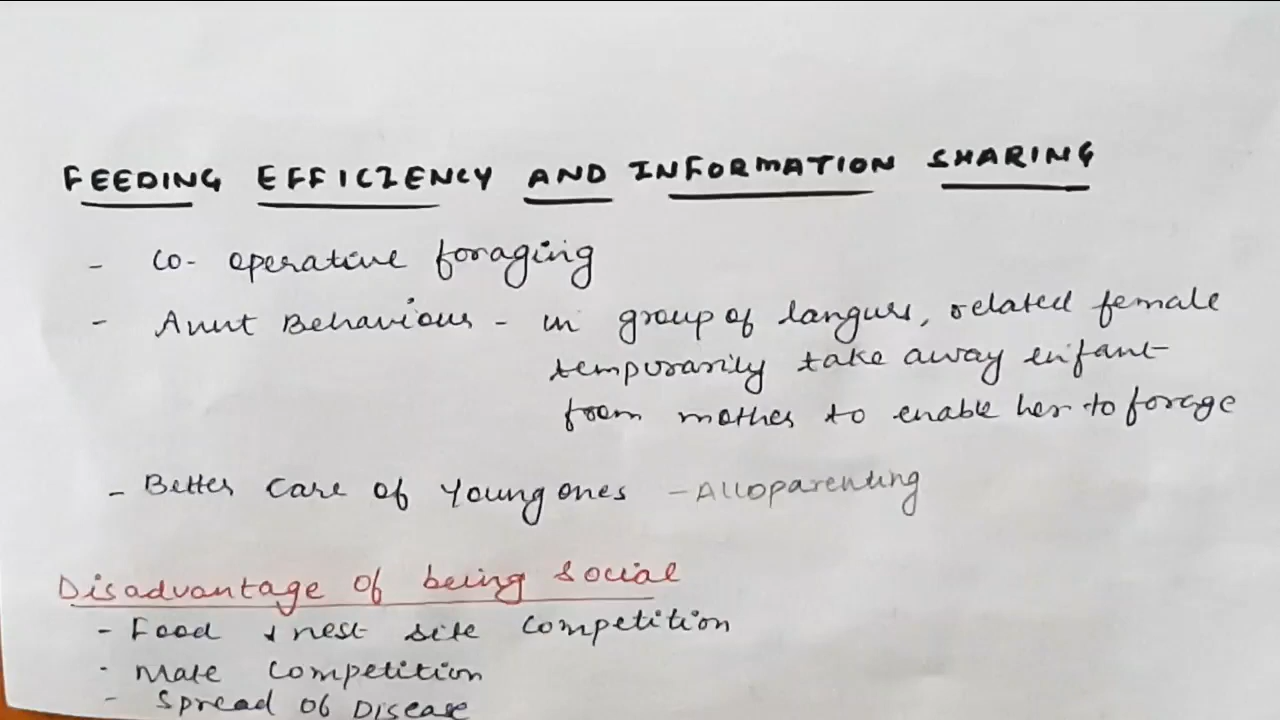 FEEDING EFFICIENCY AND INFORMATION SHARING
- Co-operative foraging
- Aunt Behaviour - in group of langurs, related female
temporarily take away infant
from mother to enable her to forage
- Better care of young ones - Alloparenting
Disadvantage of being social
- Food & nest site competition
- Mate competition
- Spread of Disease